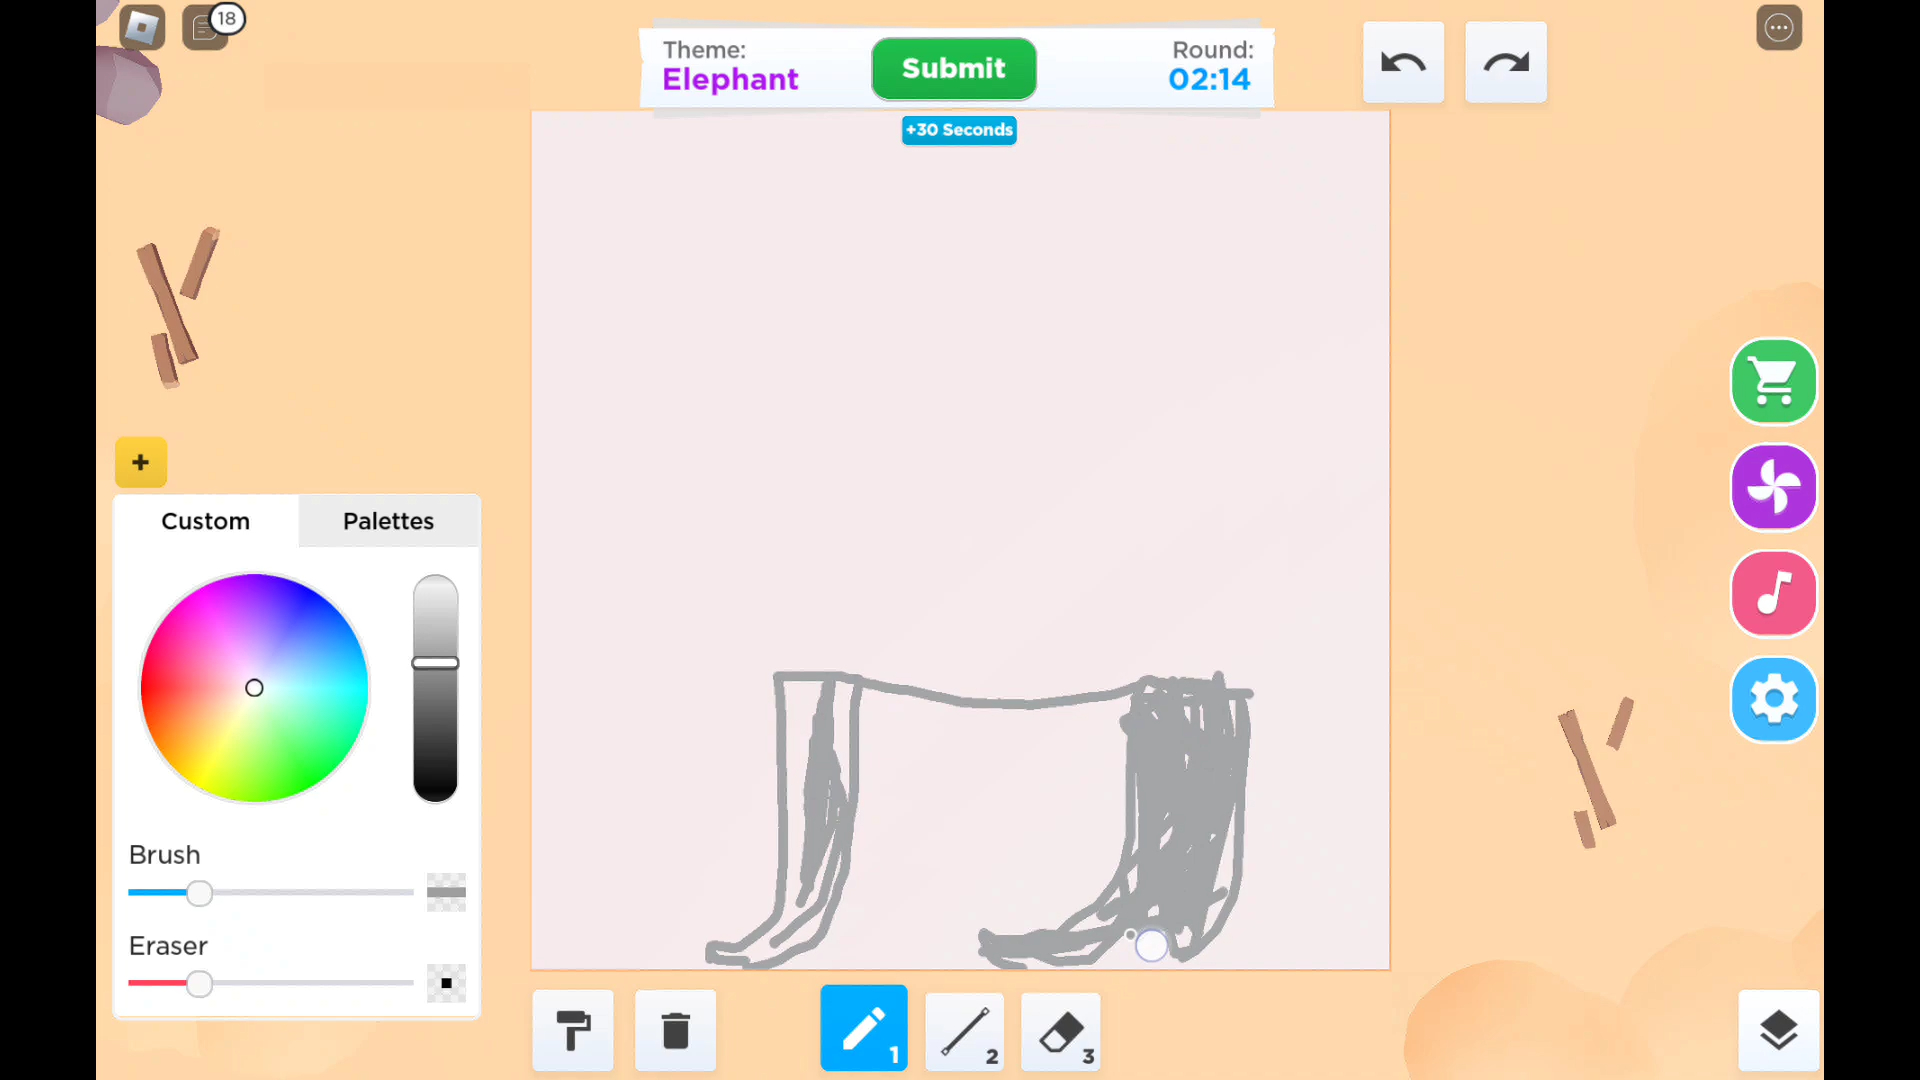 18
Theme:
Elephant
Submit
Round:
02:14
+30 Seconds
+
Custom
Palettes
Brush
Eraser
1
2
3